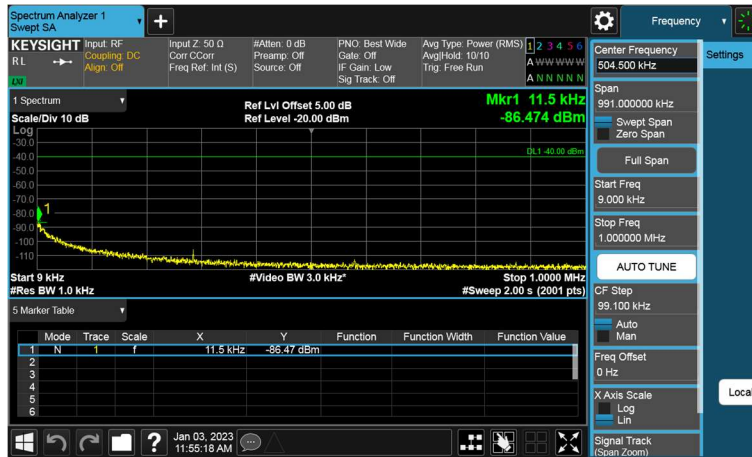 Spectrum Analyzer 1
Swept SA
+
Frequency
KEYSIGHT
R L
LXI
Input: RF
Coupling: DC
Align: Off
Input Z: 50 Ω
Corr CCorr
Freq Ref: Int (S)
#Atten: 0 dB
Preamp: Off
Source: Off
PNO: Best Wide
Gate: Off
IF Gain: Low
Sig Track: Off
Avg Type: Power (RMS)
Avg|Hold: 10/10
Trig: Free Run
1 2 3 4 5 6
A W W W W W
A N N N N N
1 Spectrum
Scale/Div 10 dB
Ref Lvl Offset 5.00 dB
Ref Level -20.00 dBm
Mkr1 11.5 kHz
-86.474 dBm
Log
-30.0
-40.0
-50.0
-60.0
-70.0
-80.0
-90.0
-100
-110
DL1 -40.00 dBm
1
Start 9 kHz
#Res BW 1.0 kHz
#Video BW 3.0 kHz*
Stop 1.0000 MHz
#Sweep 2.00 s (2001 pts)
5 Marker Table
Mode Trace Scale X Y Function Function Width Function Value
1 N 1 f 11.5 kHz -86.47 dBm
2
3
4
5
6
Center Frequency
504.500 kHz
Settings
Span
991.000000 kHz
Swept Span
Zero Span
Full Span
Start Freq
9.000 kHz
Stop Freq
1.000000 MHz
AUTO TUNE
CF Step
99.100 kHz
Auto
Man
Freq Offset
0 Hz
Local
X Axis Scale
Log
Lin
Signal Track
(Span Zoom)
?
Jan 03, 2023
11:55:18 AM